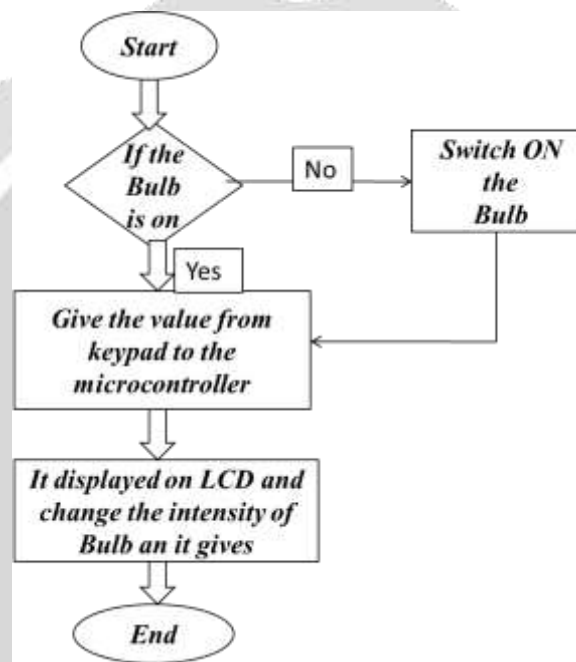 Start
If the
Bulb
is on
No
Switch ON
the
Bulb
Yes
Give the value from
keypad to the
microcontroller
It displayed on LCD and
change the intensity of
Bulb an it gives
End